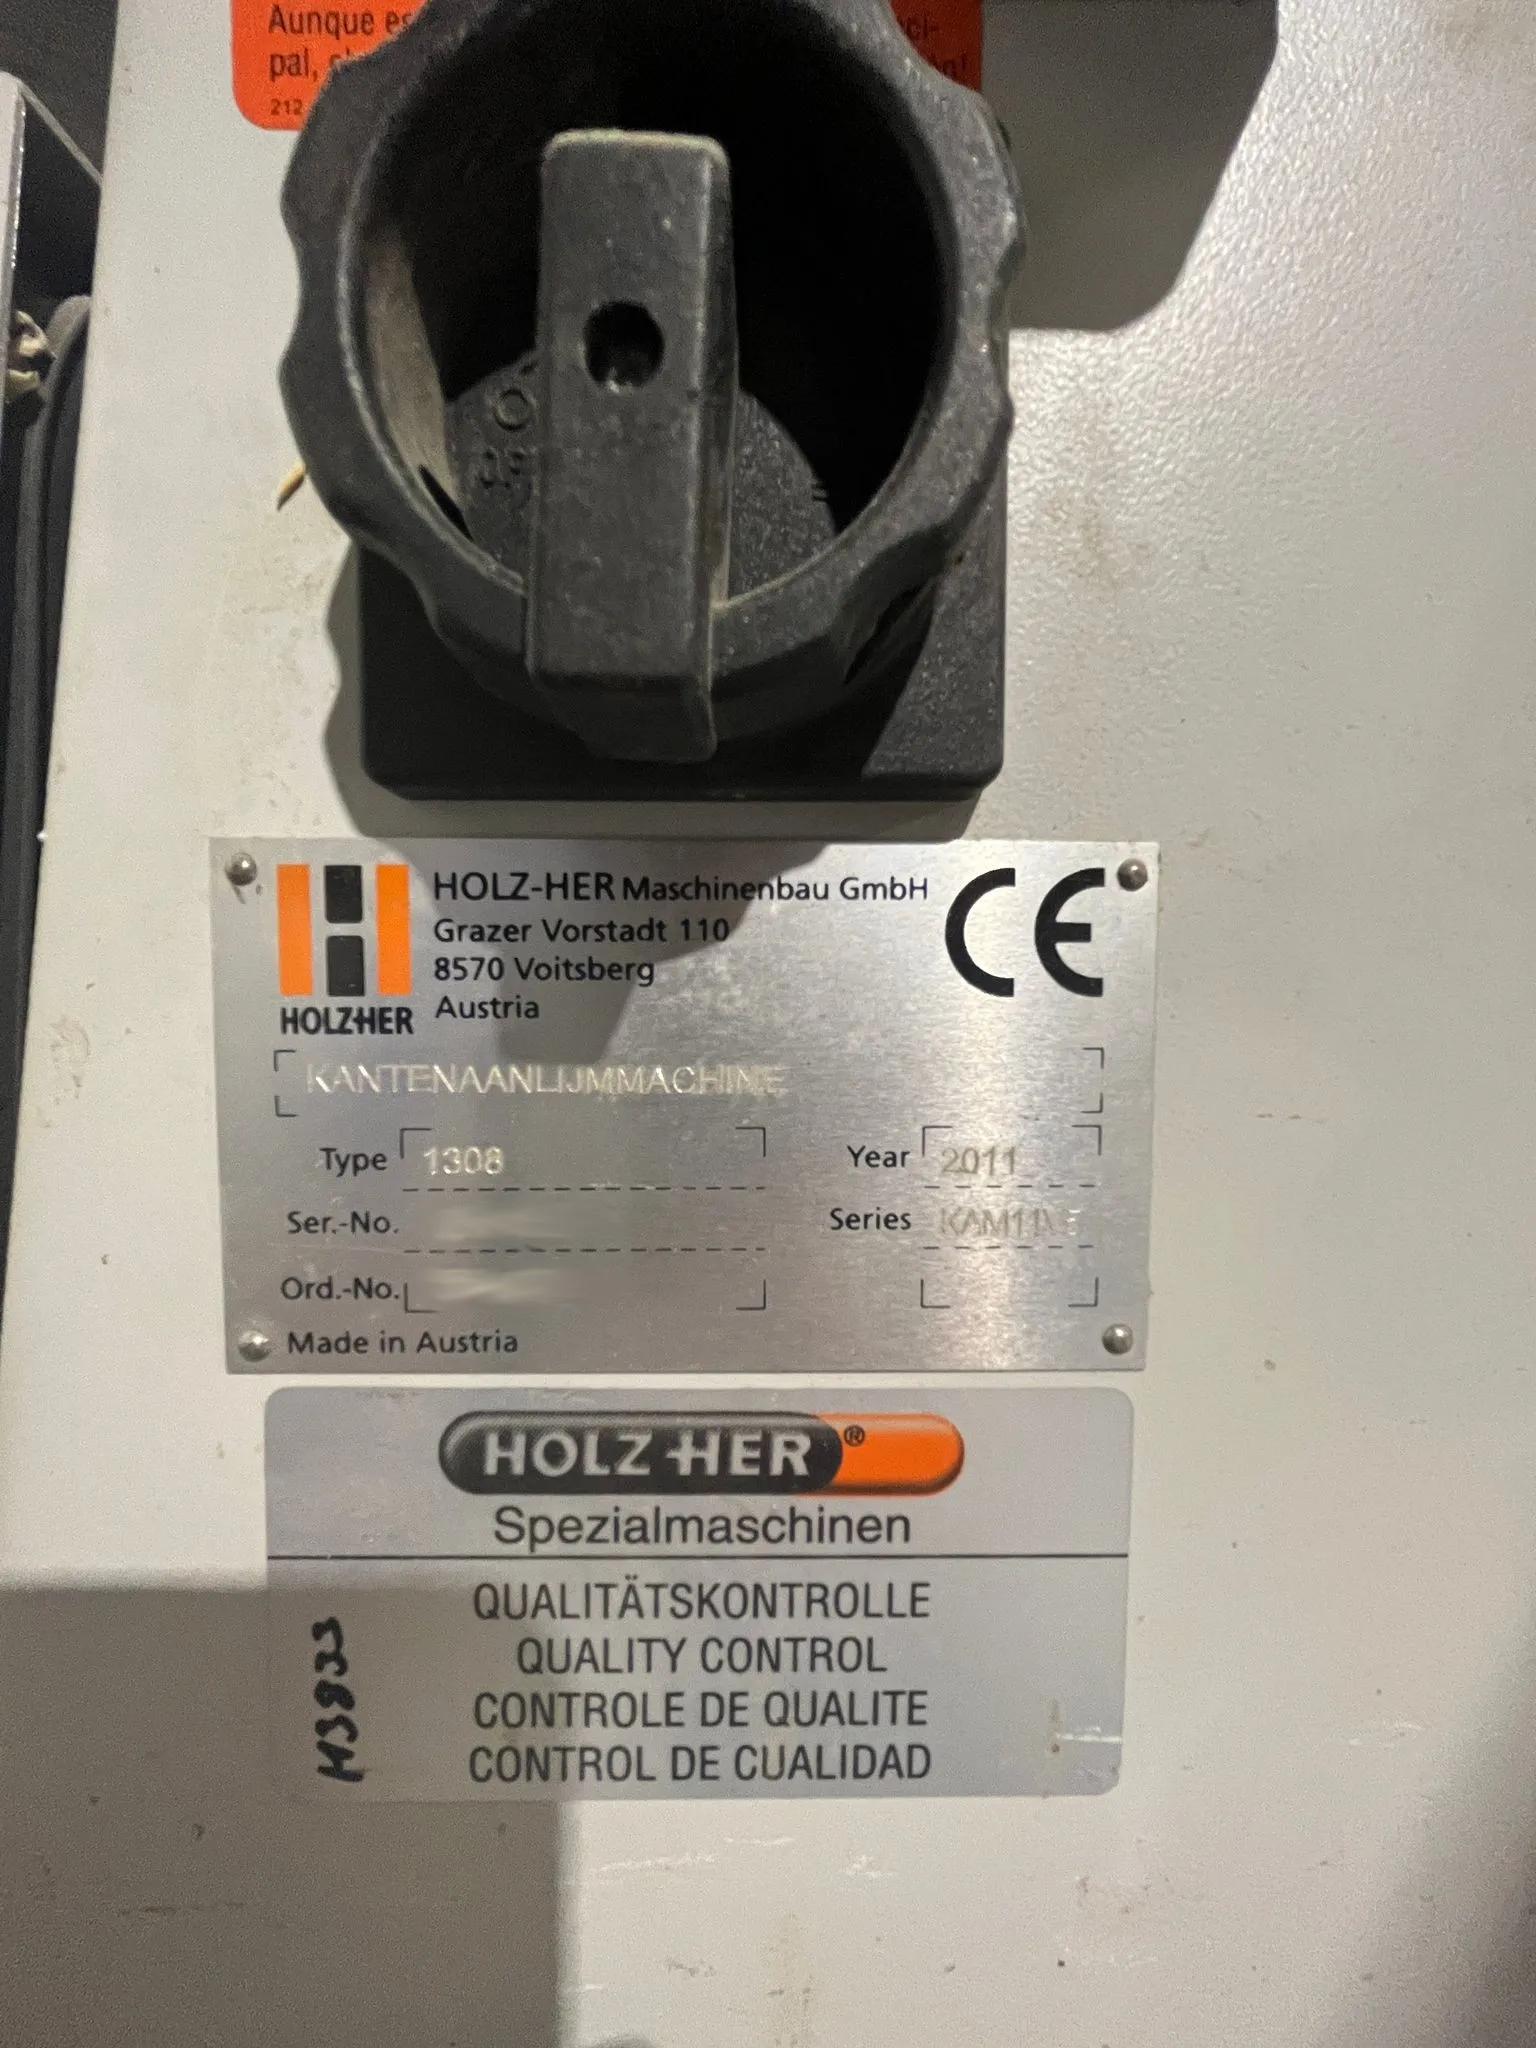 Aunque
pal,
212
HOLZ-HER Maschinenbau GmbH
Grazer Vorstadt 110
8570 Voitsberg
Austria
HOLZHER
CE
KANTENAANLIJMMACHINE
Type 1308
Year 2011
Ser.-No.
Series
Ord.-No.
Made in Austria
HOLZ-HER®
Spezialmaschinen
QUALITÄTSKONTROLLE
QUALITY CONTROL
CONTROLE DE QUALITE
CONTROL DE CUALIDAD